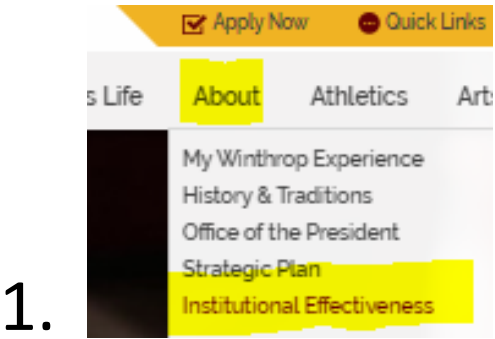 Apply Now Quick Links
s Life About Athletics Art
My Winthrop Experience
History & Traditions
Office of the President
Strategic Plan
Institutional Effectiveness
1.